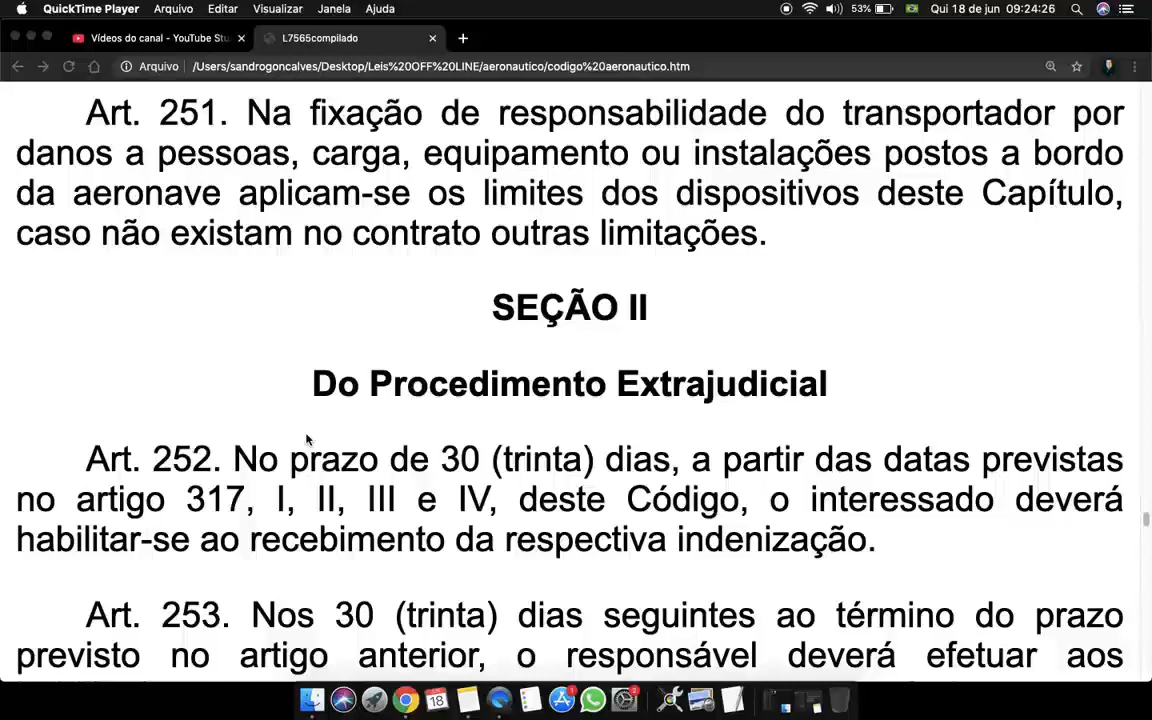 QuickTime Player Arquivo Editar Visualizar Janela Ajuda 53% Qui 18 de jun 09:24:26
Vídeos do canal - YouTube Stu L7565compilado
Arquivo /Users/sandrogoncalves/Desktop/Leis%20OFF%20LINE/aeronautico/codigo%20aeronautico.htm
Art. 251. Na fixação de responsabilidade do transportador por
danos a pessoas, carga, equipamento ou instalações postos a bordo
da aeronave aplicam-se os limites dos dispositivos deste Capítulo,
caso não existam no contrato outras limitações.
SEÇÃO II
Do Procedimento Extrajudicial
Art. 252. No prazo de 30 (trinta) dias, a partir das datas previstas
no artigo 317, I, II, III e IV, deste Código, o interessado deverá
habilitar-se ao recebimento da respectiva indenização.
Art. 253. Nos 30 (trinta) dias seguintes ao término do prazo
previsto no artigo anterior, o responsável deverá efetuar aos
18